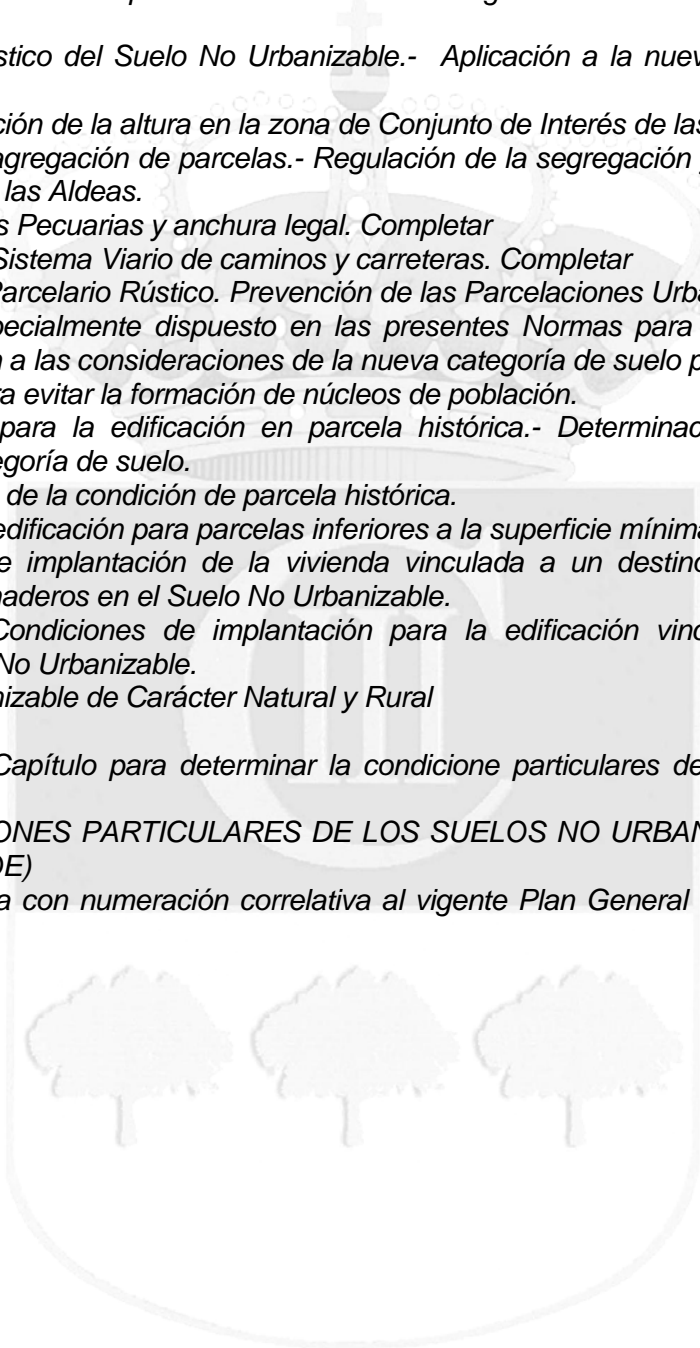 stico del Suelo No Urbanizable.- Aplicación a la nuev
ción de la altura en la zona de Conjunto de Interés de las
agregación de parcelas.- Regulación de la segregación
las Aldeas.
s Pecuarias y anchura legal. Completar
Sistema Viario de caminos y carreteras. Completar
Parcelario Rústico. Prevención de las Parcelaciones Urb
pecialmente dispuesto en las presentes Normas para
a las consideraciones de la nueva categoría de suelo p
ra evitar la formación de núcleos de población.
para la edificación en parcela histórica.- Determinac
egoría de suelo.
de la condición de parcela histórica.
edificación para parcelas inferiores a la superficie mínima
e implantación de la vivienda vinculada a un destino
naderos en el Suelo No Urbanizable.
Condiciones de implantación para la edificación vinc
No Urbanizable.
nizable de Carácter Natural y Rural
Capítulo para determinar la condicione particulares de
ONES PARTICULARES DE LOS SUELOS NO URBAN
DE)
a con numeración correlativa al vigente Plan General
C III